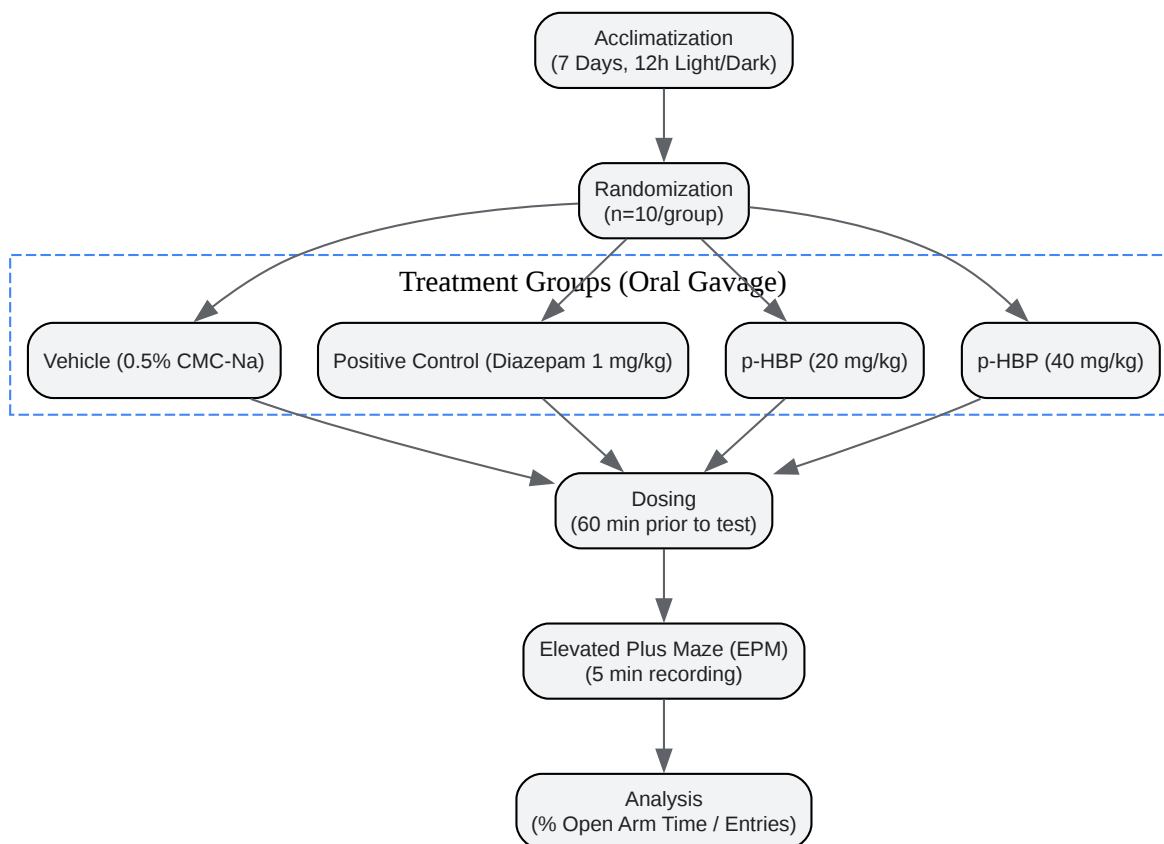 Acclimatization
(7 Days, 12h Light/Dark)
Randomization
(n=10/group)
Treatment Groups (Oral Gavage)
Vehicle (0.5% CMC-Na)
Positive Control (Diazepam 1 mg/kg)
p-HBP (20 mg/kg)
p-HBP (40 mg/kg)
Dosing
(60 min prior to test)
Elevated Plus Maze (EPM)
(5 min recording)
Analysis
(% Open Arm Time / Entries)